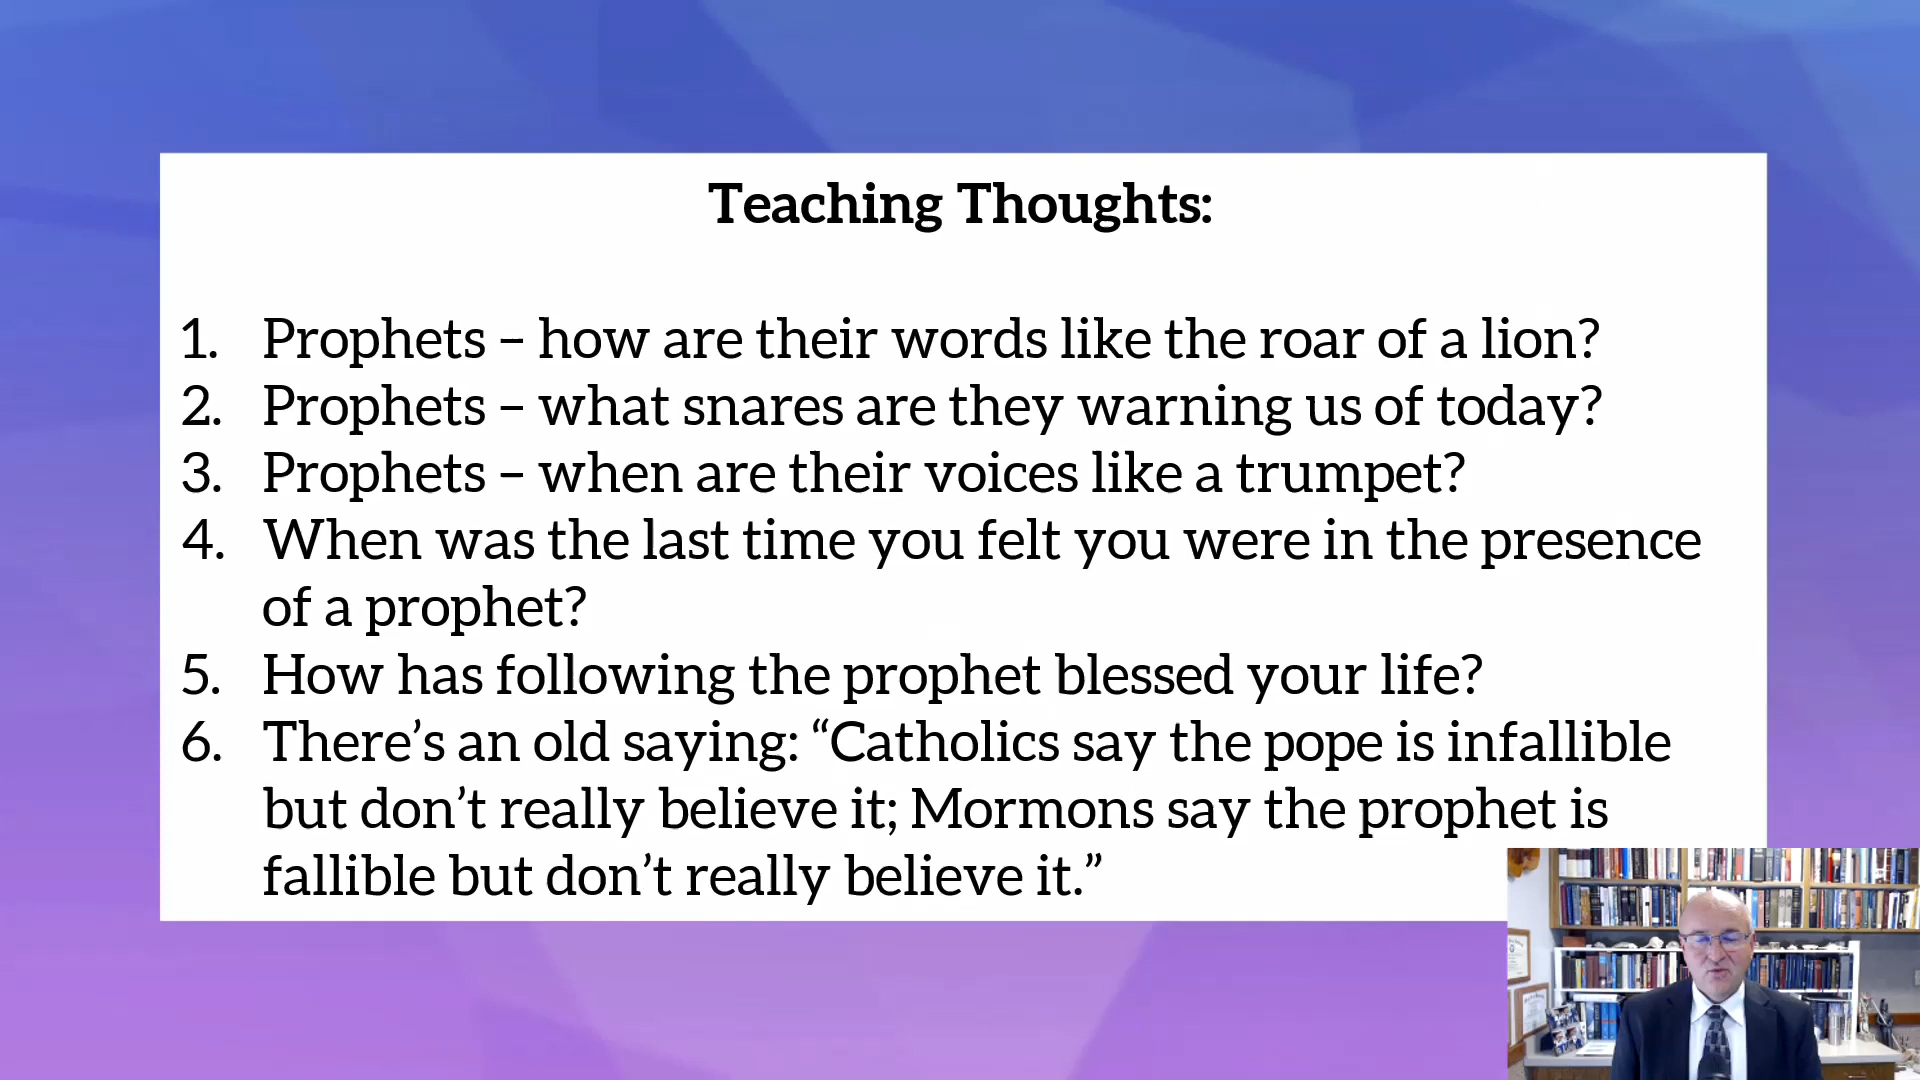 Teaching Thoughts:
1. Prophets – how are their words like the roar of a lion?
2. Prophets – what snares are they warning us of today?
3. Prophets – when are their voices like a trumpet?
4. When was the last time you felt you were in the presence
of a prophet?
5. How has following the prophet blessed your life?
6. There’s an old saying: “Catholics say the pope is infallible
but don’t really believe it; Mormons say the prophet is
fallible but don’t really believe it.”